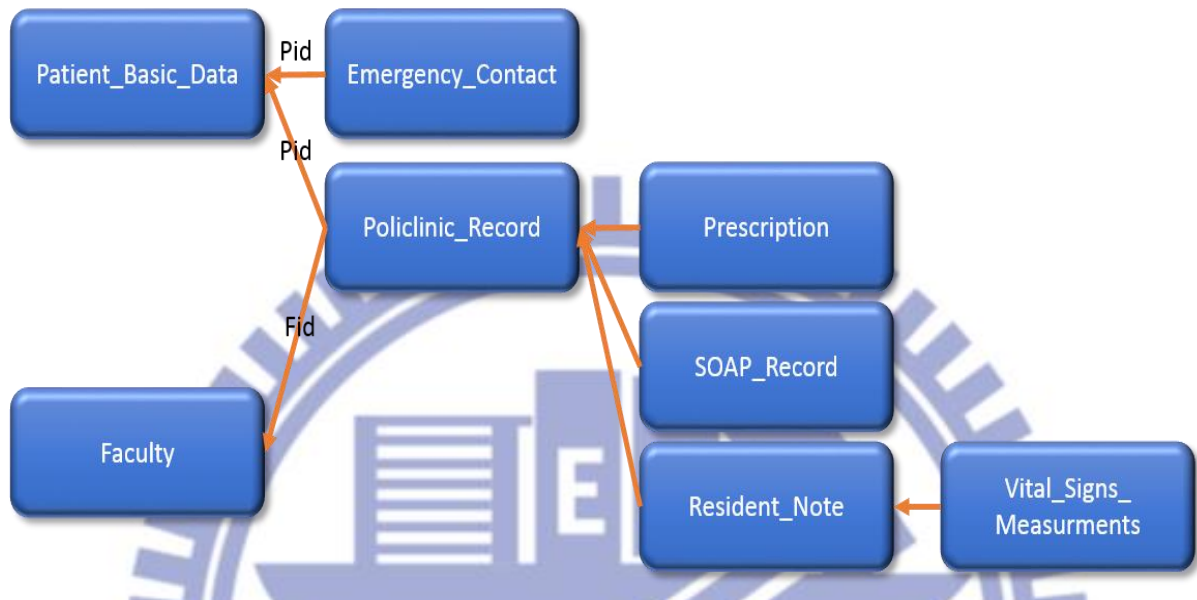 Patient_Basic_Data
Pid
Emergency_Contact
Pid
Policlinic_Record
Prescription
Fid
SOAP_Record
Faculty
Resident_Note
Vital_Signs_
Measurments
E